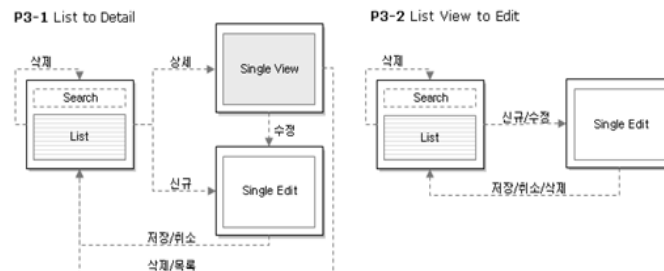 P3-1 List to Detail
삭제
Search
List
상세
Single View
수정
신규
Single Edit
저장/취소
삭제/목록
P3-2 List View to Edit
삭제
Search
List
신규/수정
Single Edit
저장/취소/삭제